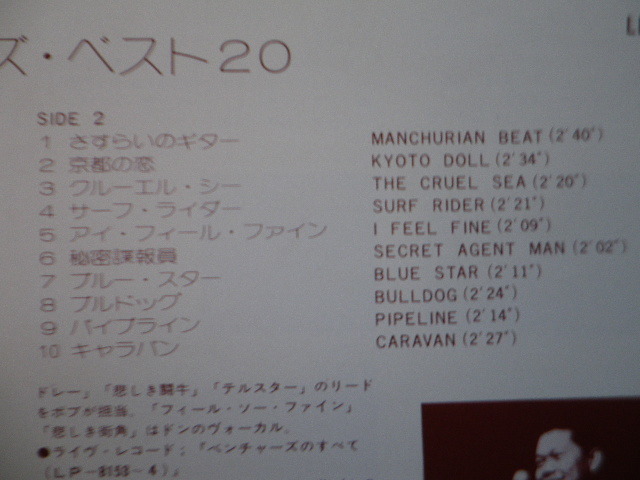 ズ・ベスト20
SIDE 2
1 さすらいのギター MANCHURIAN BEAT(2'40")
2 京都の恋 KYOTO DOLL(2'34")
3 クルーエル・シー THE CRUEL SEA(2'20")
4 サーフ・ライダー SURF RIDER(2'21")
5 アイ・フィール・ファイン I FEEL FINE(2'09")
6 秘密諜報員 SECRET AGENT MAN(2'02")
7 ブルー・スター BLUE STAR(2'11")
8 ブルドッグ BULLDOG(2'24")
9 パイプライン PIPELINE(2'14")
10 キャラバン CARAVAN(2'27")
ドレー」「悲しき闘牛」「テルスター」のリード
をボブが担当。「フィール・ソー・ファイン」
「悲しき街角」はドンのヴォーカル。
●ライヴ・レコード;「ベンチャーズのすべて
(LP-8153-4)」